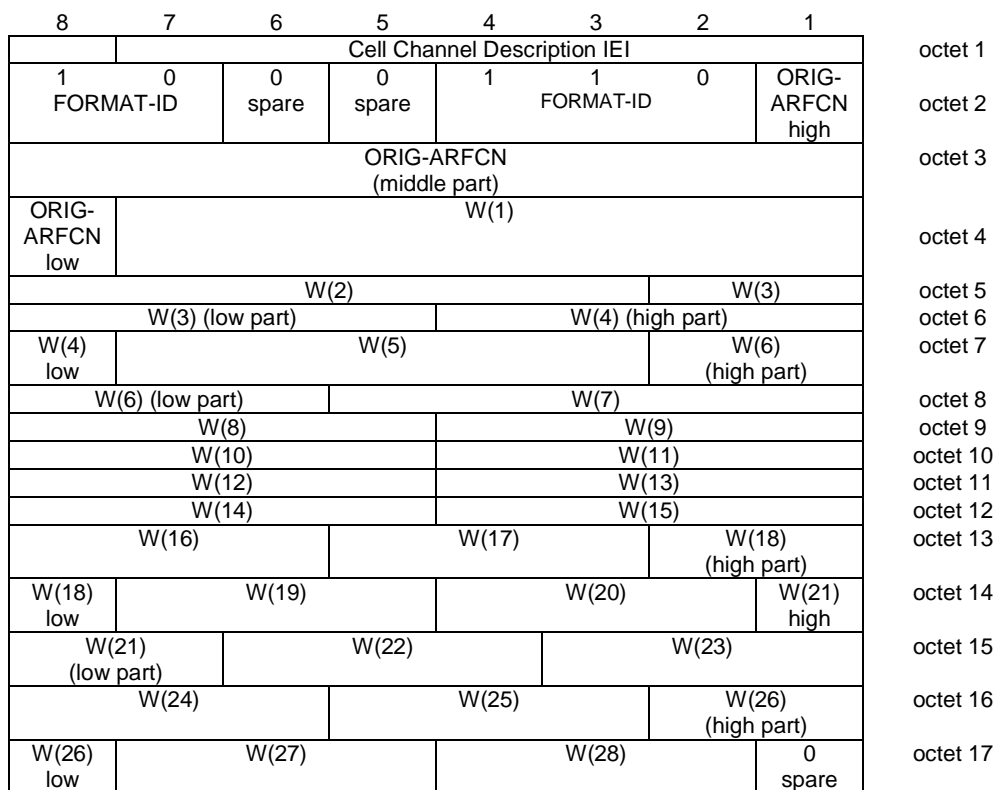 8 7 6 5 4 3 2 1
Cell Channel Description IEI octet 1
1 0 0 0 1 1 0 ORIG-
FORMAT-ID spare spare FORMAT-ID ARFCN octet 2
high
ORIG-ARFCN octet 3
(middle part)
ORIG- W(1)
ARFCN octet 4
low
W(2) W(3) octet 5
W(3) (low part) W(4) (high part) octet 6
W(4) W(5) W(6) octet 7
low (high part)
W(6) (low part) W(7) octet 8
W(8) W(9) octet 9
W(10) W(11) octet 10
W(12) W(13) octet 11
W(14) W(15) octet 12
W(16) W(17) W(18) octet 13
(high part)
W(18) W(19) W(20) W(21) octet 14
low high
W(21) W(22) W(23) octet 15
(low part)
W(24) W(25) W(26) octet 16
(high part)
W(26) W(27) W(28) 0 octet 17
low spare